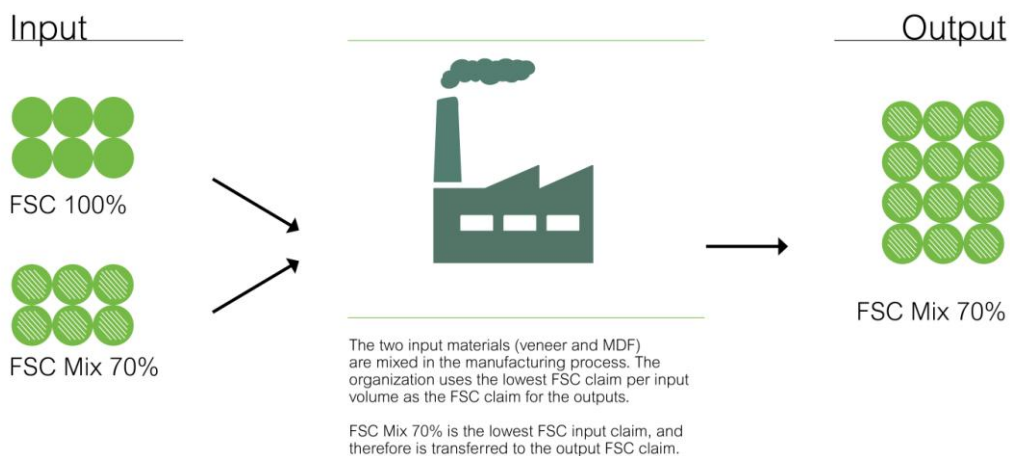 Input
Output
FSC 100%
FSC Mix 70%
FSC Mix 70%
The two input materials (veneer and MDF)
are mixed in the manufacturing process. The
organization uses the lowest FSC claim per input
volume as the FSC claim for the outputs.
FSC Mix 70% is the lowest FSC input claim, and
therefore is transferred to the output FSC claim.